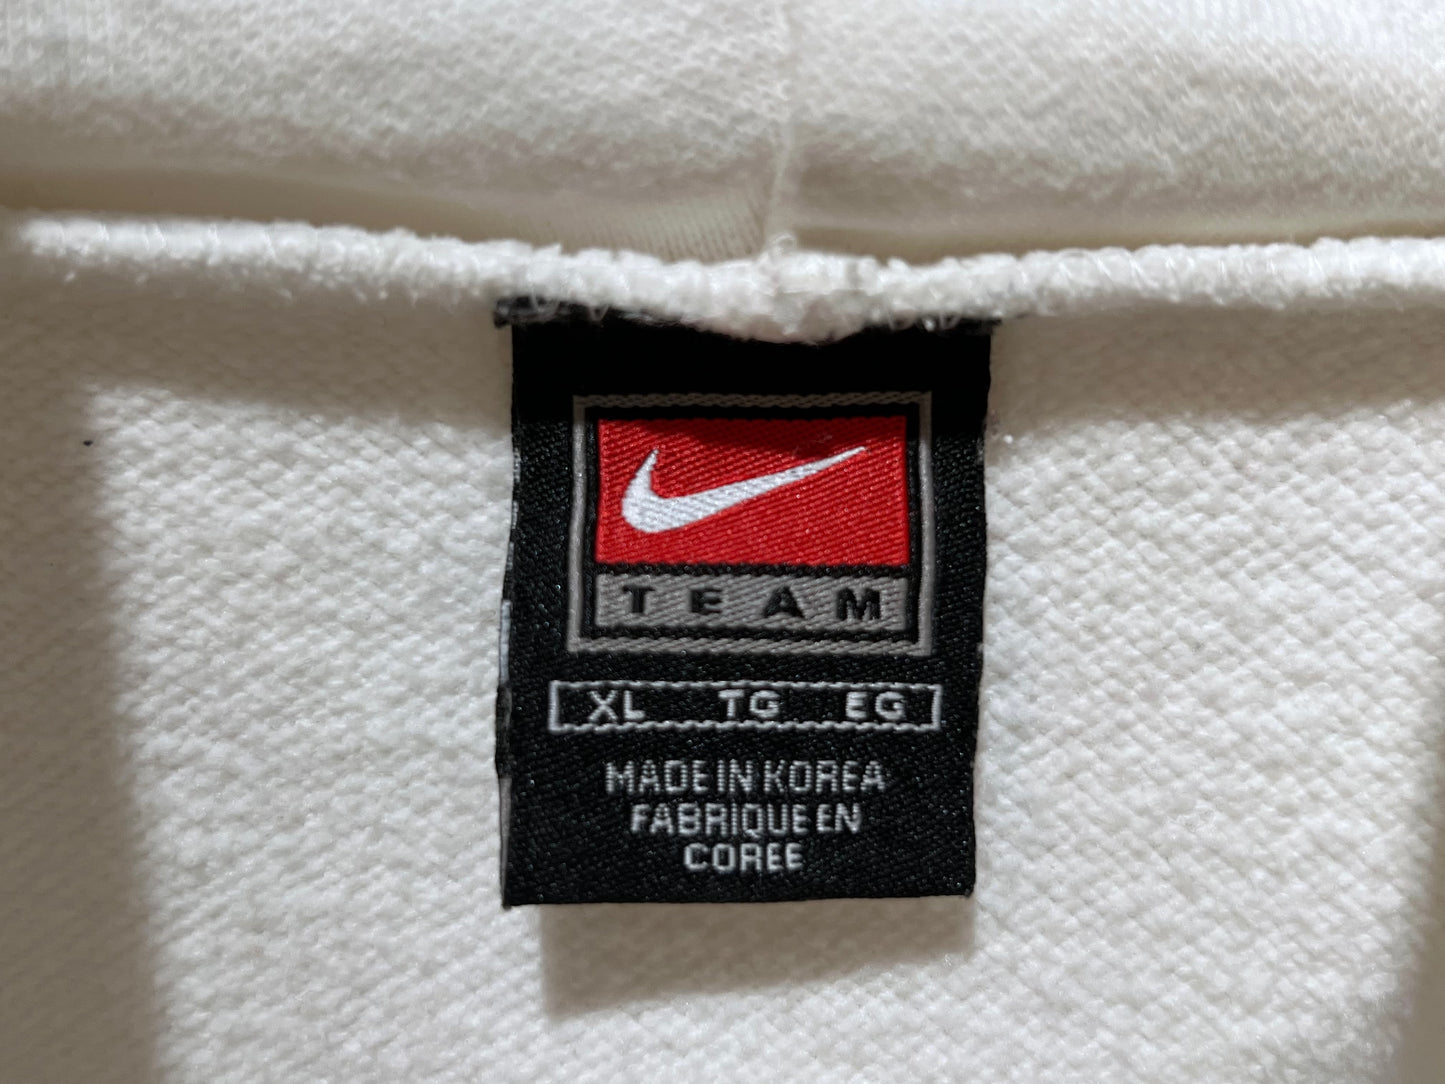 TEAM
XL TG EG
MADE IN KOREA
FABRIQUE EN
COREE